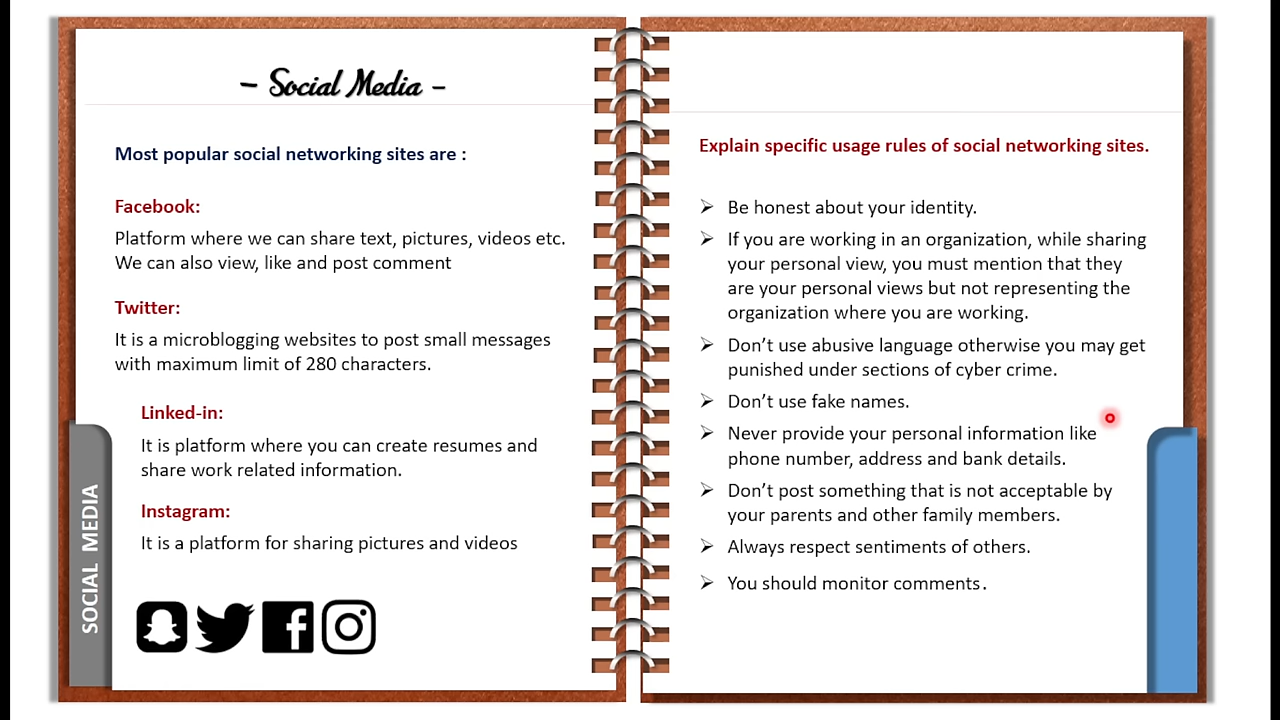 - Social Media -
Most popular social networking sites are :
Facebook:
Platform where we can share text, pictures, videos etc.
We can also view, like and post comment
Twitter:
It is a microblogging websites to post small messages
with maximum limit of 280 characters.
Linked-in:
It is platform where you can create resumes and
share work related information.
Instagram:
It is a platform for sharing pictures and videos
SOCIAL MEDIA
Explain specific usage rules of social networking sites.
➢ Be honest about your identity.
➢ If you are working in an organization, while sharing
your personal view, you must mention that they
are your personal views but not representing the
organization where you are working.
➢ Don’t use abusive language otherwise you may get
punished under sections of cyber crime.
➢ Don’t use fake names.
➢ Never provide your personal information like
phone number, address and bank details.
➢ Don’t post something that is not acceptable by
your parents and other family members.
➢ Always respect sentiments of others.
➢ You should monitor comments.